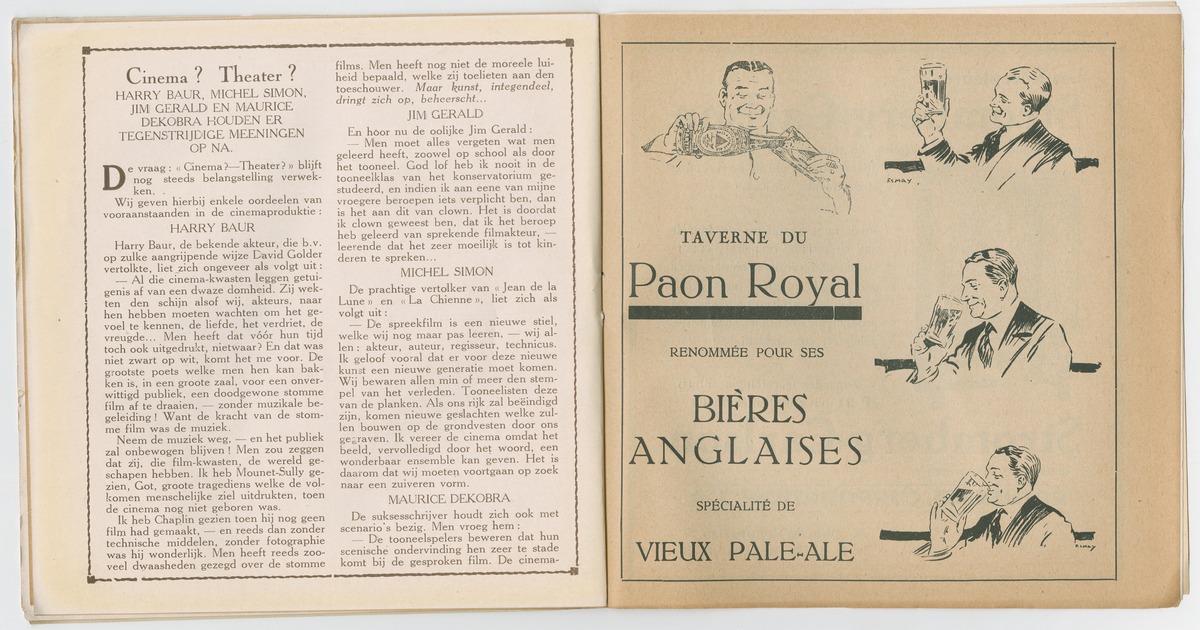 Cinema ? Theater ?
HARRY BAUR, MICHEL SIMON,
JIM GERALD EN MAURICE
DEKOBRA HOUDEN ER
TEGENSTRIJDIGE MEENINGEN
OP NA.
De vraag : « Cinema ?—Theater ? » blijft
nog steeds belangstelling verwek-
ken.
Wij geven hierbij enkele oordeelen van
vooraanstaanden in de cinemaproduktie :
HARRY BAUR
Harry Baur, de bekende akteur, die b.v.
op zulke aangrijpende wijze David Golder
vertolkte, liet zich ongeveer als volgt uit :
— Al die cinema-kwasten leggen getui-
genis af van een dwaze domheid. Zij wek-
ten den schijn alsof wij, akteurs, naar
hen hebben moeten wachten om het ge-
voel te kennen, de liefde, het verdriet, de
vreugde... Men heeft dat vóór hun tijd
toch ook uitgedrukt, nietwaar? En dat was
niet zwart op wit, komt het me voor. De
grootste poets welke men hen kan bak-
ken is, in een groote zaal, voor een onver-
wittigd publiek, een doodgewone stomme
film af te draaien, — zonder muzikale be-
geleiding ! Want de kracht van de stom-
me film was de muziek.
Neem de muziek weg, — en het publiek
zal onbewogen blijven ! Men zou zeggen
dat zij, die film-kwasten, de wereld ge-
schapen hebben. Ik heb Mounet-Sully ge-
zien, Got, groote tragediens welke de vol-
komen menschelijke ziel uitdrukten, toen
de cinema nog niet geboren was.
Ik heb Chaplin gezien toen hij nog geen
film had gemaakt, — en reeds dan zonder
technische middelen, zonder fotographie
was hij wonderlijk. Men heeft reeds zoo-
veel dwaasheden gezegd over de stomme
films. Men heeft nog niet de moreele lui-
heid bepaald, welke zij toelieten aan den
toeschouwer. Maar kunst, integendeel,
dringt zich op, beheerscht...
JIM GERALD
En hoor nu de oolijke Jim Gerald :
— Men moet alles vergeten wat men
geleerd heeft, zoowel op school als door
het tooneel. God lof heb ik nooit in de
tooneelklas van het konservatorium ge-
studeerd, en indien ik aan eene van mijne
vroegere beroepen iets verplicht ben, dan
is het aan dit van clown. Het is doordat
ik clown geweest ben, dat ik het beroep
heb geleerd van sprekende filmakteur, —
leerende dat het zeer moeilijk is tot kin-
deren te spreken...
MICHEL SIMON
De prachtige vertolker van « Jean de la
Lune » en « La Chienne », liet zich als
volgt uit :
— De spreekfilm is een nieuwe stiel,
welke wij nog maar pas leeren, — wij al-
len : akteur, auteur, regisseur, technicus.
Ik geloof vooral dat er voor deze nieuwe
kunst een nieuwe generatie moet komen.
Wij bewaren allen min of meer den stem-
pel van het verleden. Tooneelisten deze
van de planken. Als ons rijk zal beëindigd
zijn, komen nieuwe geslachten welke zul-
len bouwen op de grondvesten door ons
gegraven. Ik vereer de cinema omdat het
beeld, vervolledigd door het woord, een
wonderbaar ensemble kan geven. Het is
daarom dat wij moeten voortgaan op zoek
naar een zuiveren vorm.
MAURICE DEKOBRA
De suksesschrijver houdt zich ook met
scenario's bezig. Men vroeg hem :
— De tooneelspelers beweren dat hun
scenische ondervinding hen zeer te stade
komt bij de gesproken film. De cinema-
TAVERNE DU
Paon Royal
RENOMMÉE POUR SES
BIÈRES
ANGLAISES
SPÉCIALITÉ DE
VIEUX PALE-ALE